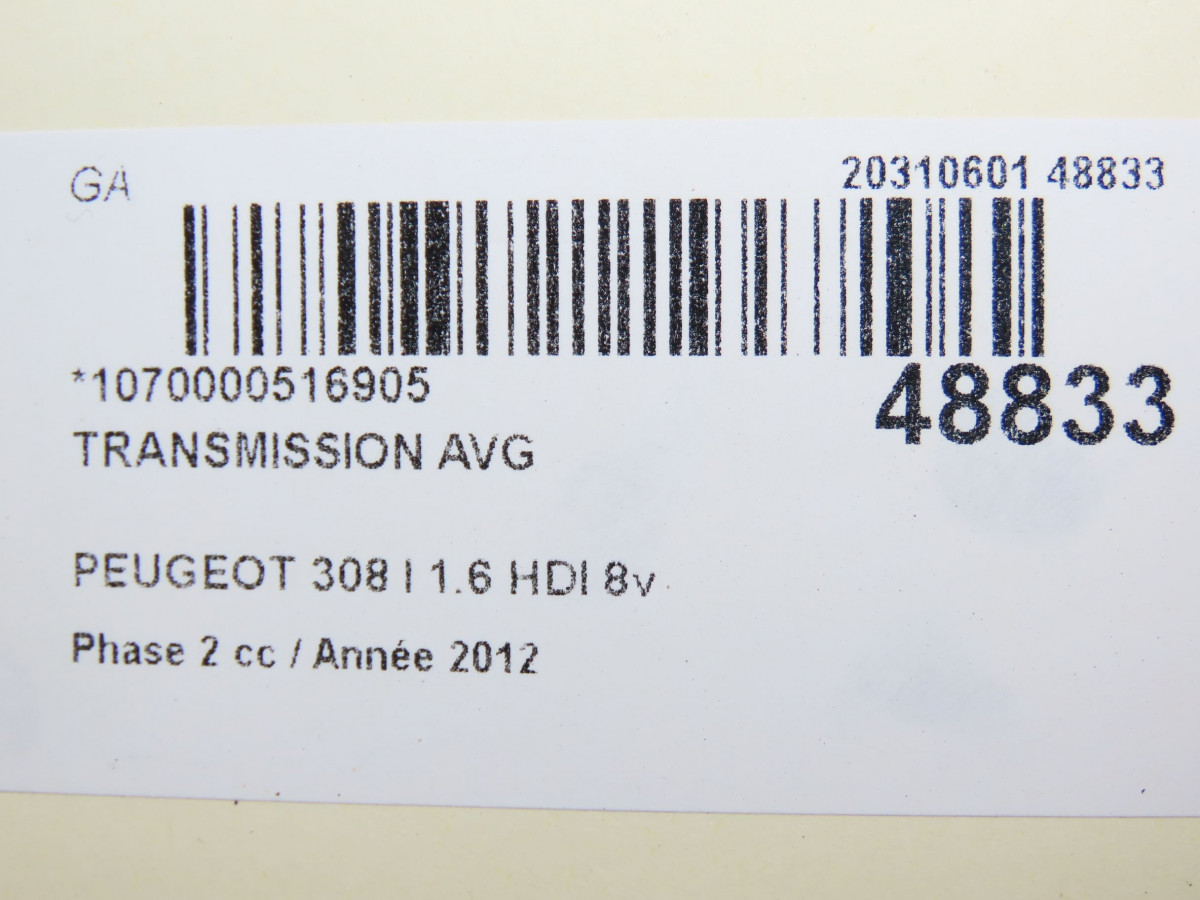 GA
20310601 48833
*1070000516905
48833
TRANSMISSION AVG
PEUGEOT 308 I 1.6 HDI 8v
Phase 2 cc / Année 2012